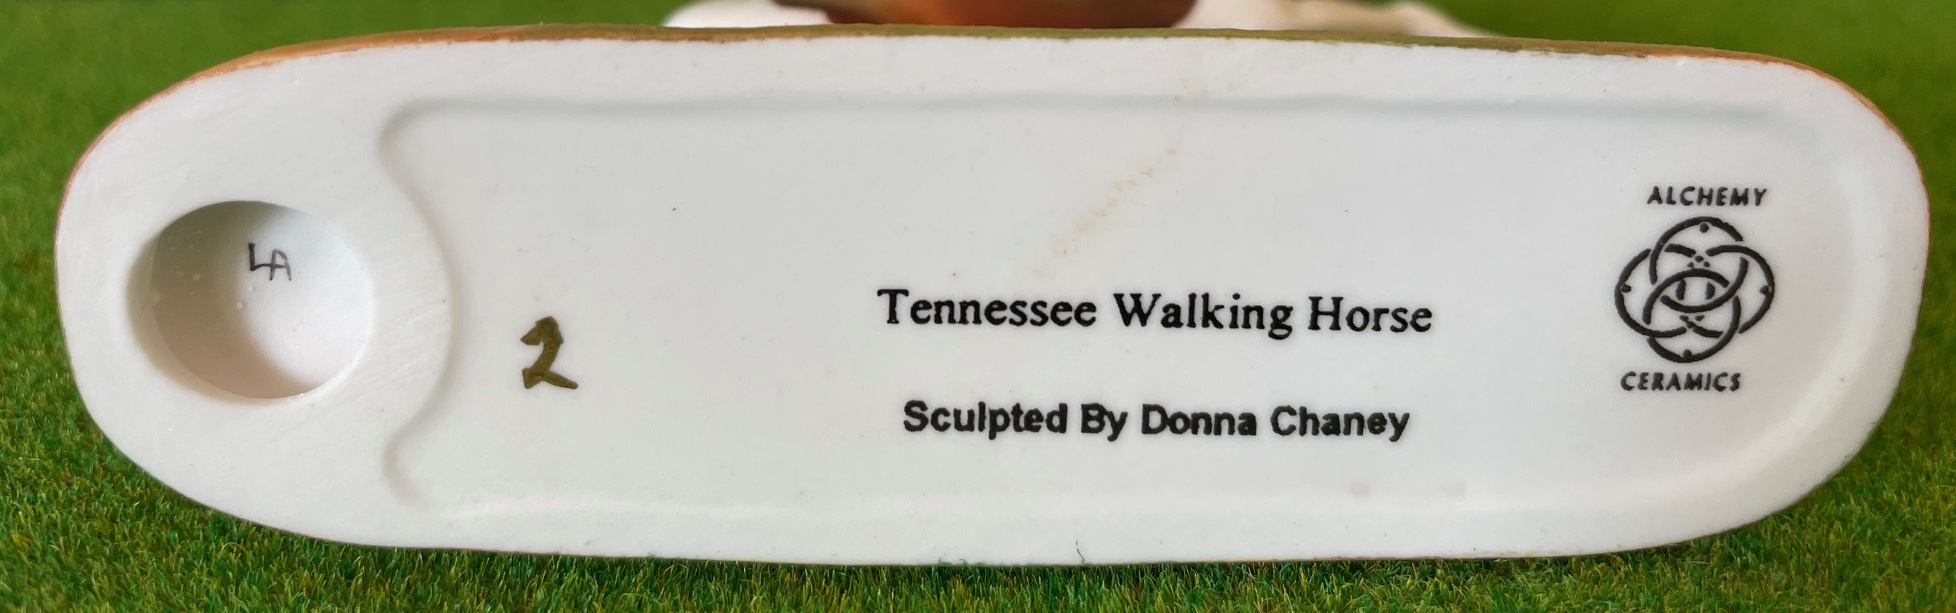 LA
2
Tennessee Walking Horse
Sculpted By Donna Chaney
ALCHEMY
CERAMICS